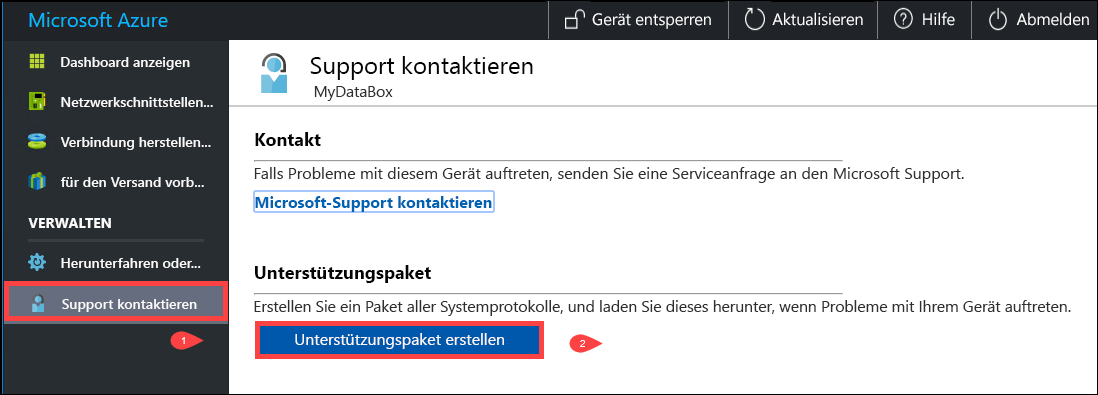 Microsoft Azure
Gerät entsperren
Aktualisieren
Hilfe
Abmelden
Dashboard anzeigen
Netzwerkschnittstellen...
Verbindung herstellen...
für den Versand vorb...
VERWALTEN
Herunterfahren oder...
Support kontaktieren
1
Support kontaktieren
MyDataBox
Kontakt
Falls Probleme mit diesem Gerät auftreten, senden Sie eine Serviceanfrage an den Microsoft Support.
Microsoft-Support kontaktieren
Unterstützungspaket
Erstellen Sie ein Paket aller Systemprotokolle, und laden Sie dieses herunter, wenn Probleme mit Ihrem Gerät auftreten.
Unterstützungspaket erstellen
2